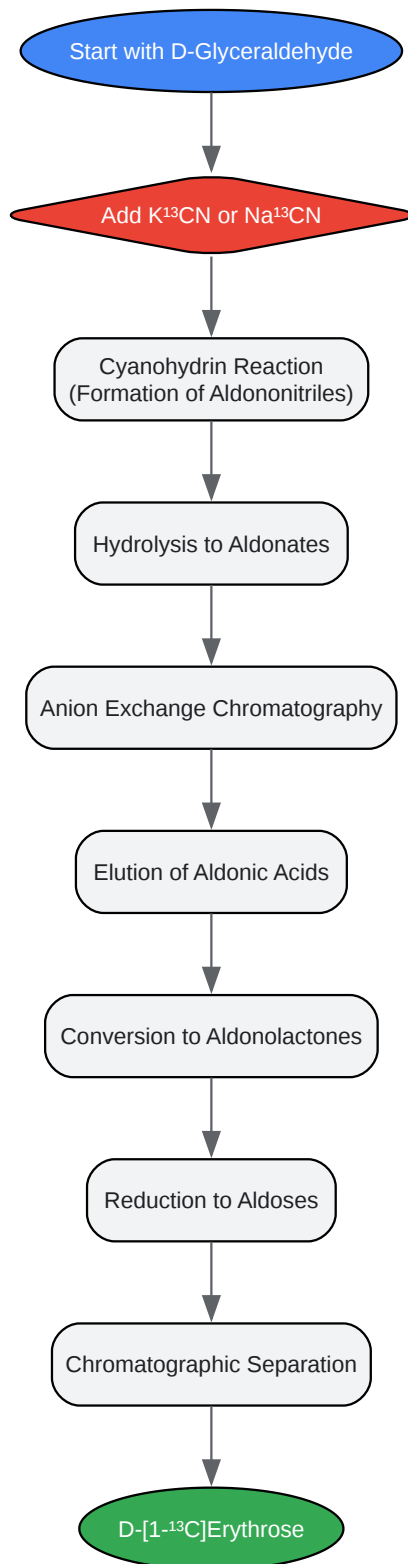 Start with D-Glyceraldehyde
Add K¹³CN or Na¹³CN
Cyanohydrin Reaction
(Formation of Aldononitriles)
Hydrolysis to Aldonates
Anion Exchange Chromatography
Elution of Aldonic Acids
Conversion to Aldonolactones
Reduction to Aldoses
Chromatographic Separation
D-[1-¹³C]Erythrose